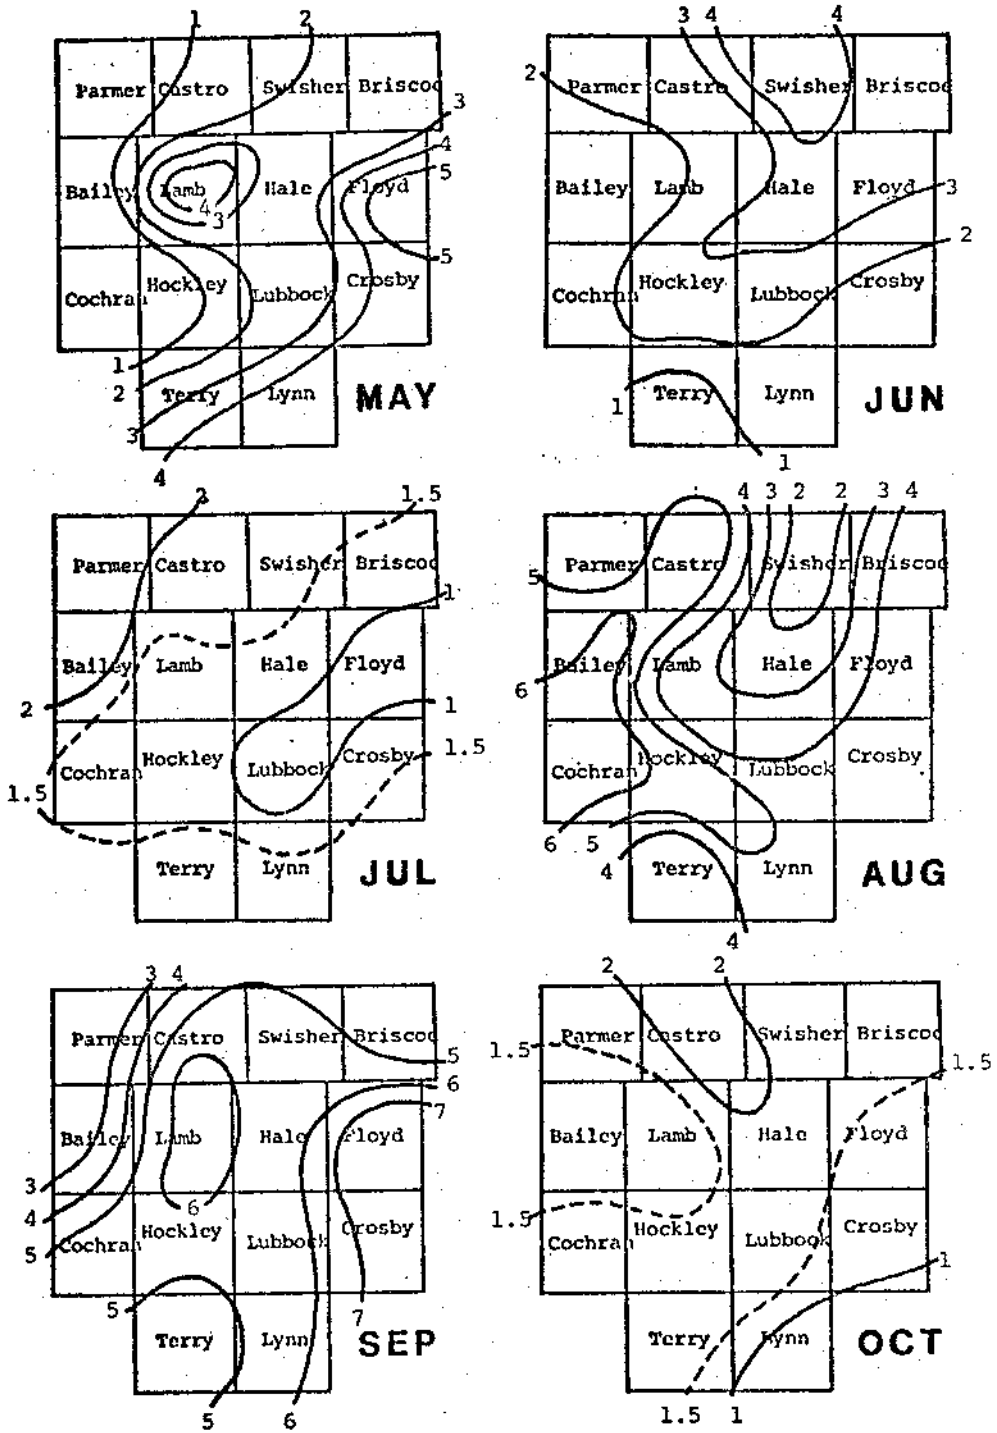 1 2
Parmer Castro Swisher Briscoe
3
4
5
Bailey Lamb Hale Floyd
4
3
5
Cochran Hockley Lubbock Crosby
1
2
Terry Lynn MAY
3
4
3 4 4
2
Parmer Castro Swisher Briscoe
Bailey Lamb Hale Floyd 3
2
Cochran Hockley Lubbock Crosby
1 Terry Lynn JUN
1
2 1.5
Parmer Castro Swisher Briscoe
1
Bailey Lamb Hale Floyd
2 1
Cochran Hockley Lubbock Crosby 1.5
1.5
Terry Lynn JUL
4 3 2 2 3 4
5 Parmer Castro Swisher Briscoe
Bailey Lamb Hale Floyd
6
Cochran Hockley Lubbock Crosby
6 5
4 Terry Lynn AUG
4
3 4
Parmer Castro Swisher Briscoe
5
6
7
Bailey Lamb Hale Floyd
3
4 6
5 Cochran Hockley Lubbock Crosby
5 7
Terry Lynn SEP
5 6
2 2
Parmer Castro Swisher Briscoe
1.5 1.5
Bailey Lamb Hale Floyd
1.5
Cochran Hockley Lubbock Crosby
1
Terry Lynn OCT
1.5 1